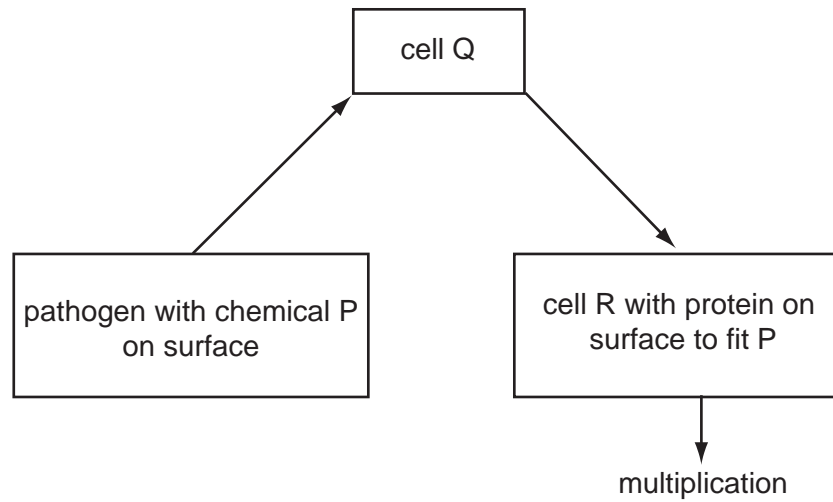 cell Q
pathogen with chemical P
on surface
cell R with protein on
surface to fit P
multiplication